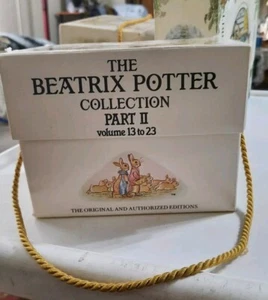 THE
BEATRIX POTTER
COLLECTION
PART II
volume 13 to 23
THE ORIGINAL AND AUTHORIZED EDITIONS